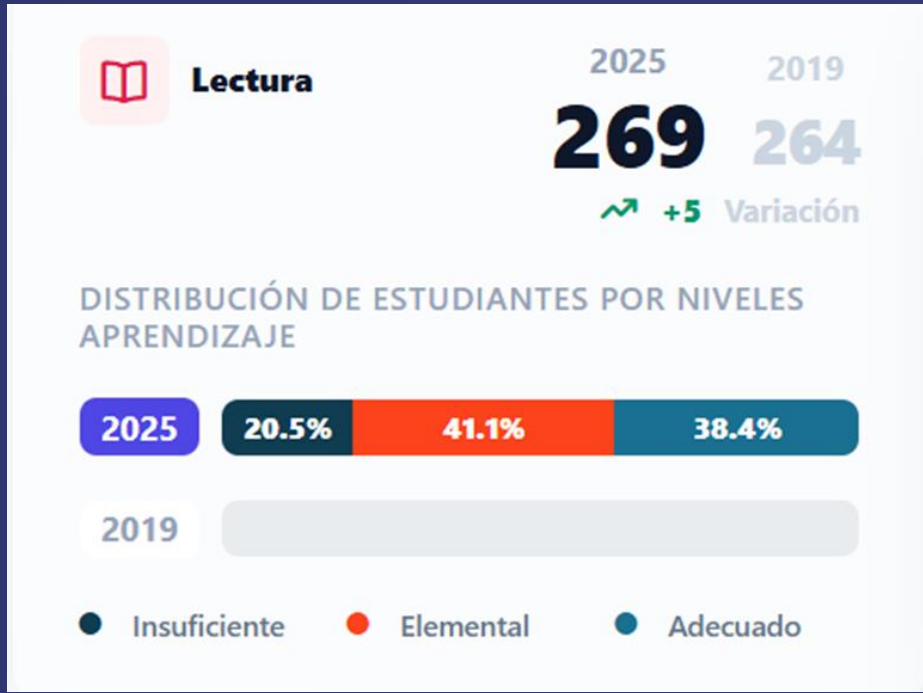 Lectura
2025 2019
269 264
+5 Variación
DISTRIBUCIÓN DE ESTUDIANTES POR NIVELES
APRENDIZAJE
2025 20.5% 41.1% 38.4%
2019
Insuficiente Elemental Adecuado